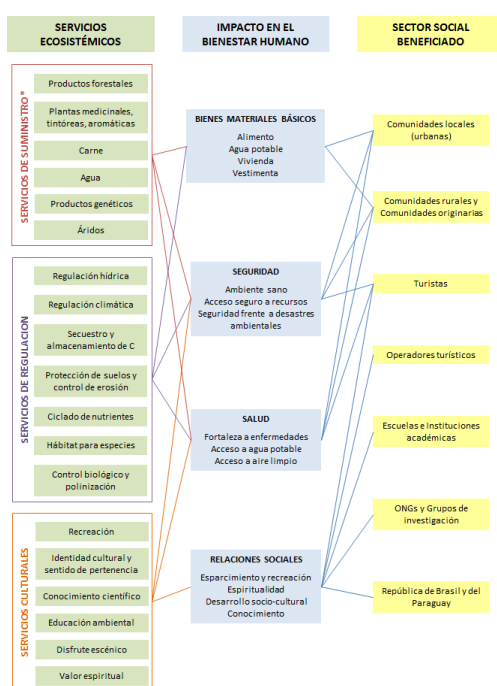 SERVICIOS
ECOSISTÉMICOS
IMPACTO EN EL
BIENESTAR HUMANO
SECTOR SOCIAL
BENEFICIADO
SERVICIOS DE SUMINISTRO*
Productos forestales
Plantas medicinales,
tintóreas, aromáticas
Carne
Agua
Productos genéticos
Áridos
SERVICIOS DE REGULACION
Regulación hídrica
Regulación climática
Secuestro y
almacenamiento de C
Protección de suelos y
control de erosión
Ciclado de nutrientes
Hábitat para especies
Control biológico y
polinización
SERVICIOS CULTURALES
Recreación
Identidad cultural y
sentido de pertenencia
Conocimiento científico
Educación ambiental
Disfrute escénico
Valor espiritual
BIENES MATERIALES BÁSICOS
Alimento
Agua potable
Vivienda
Vestimenta
SEGURIDAD
Ambiente sano
Acceso seguro a recursos
Seguridad frente a desastres
ambientales
SALUD
Fortaleza a enfermedades
Acceso a agua potable
Acceso a aire limpio
RELACIONES SOCIALES
Esparcimiento y recreación
Espiritualidad
Desarrollo socio-cultural
Conocimiento
Comunidades locales
(urbanas)
Comunidades rurales y
Comunidades originarias
Turistas
Operadores turísticos
Escuelas e Instituciones
académicas
ONGs y Grupos de
investigación
República de Brasil y del
Paraguay